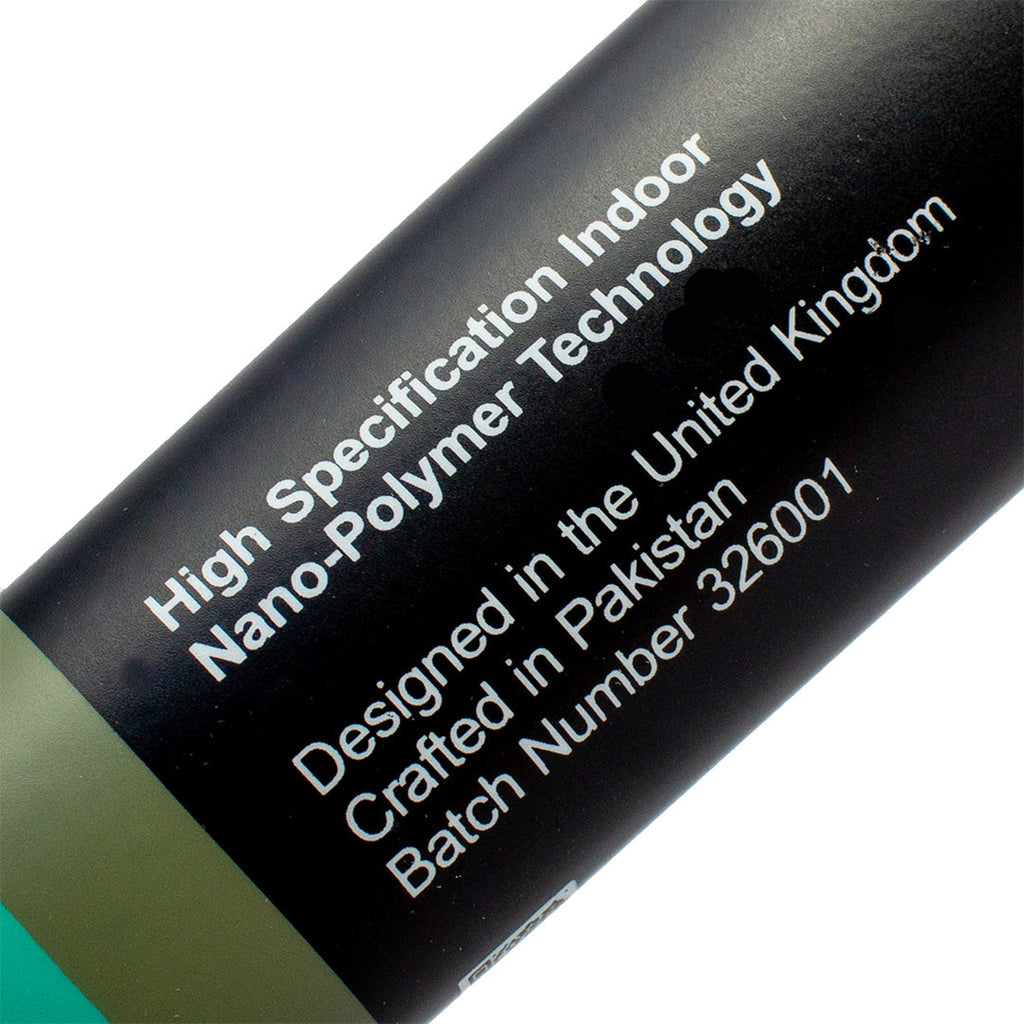 High Specification Indoor
Nano-Polymer Technology
Designed in the United Kingdom
Crafted in Pakistan
Batch Number 326001